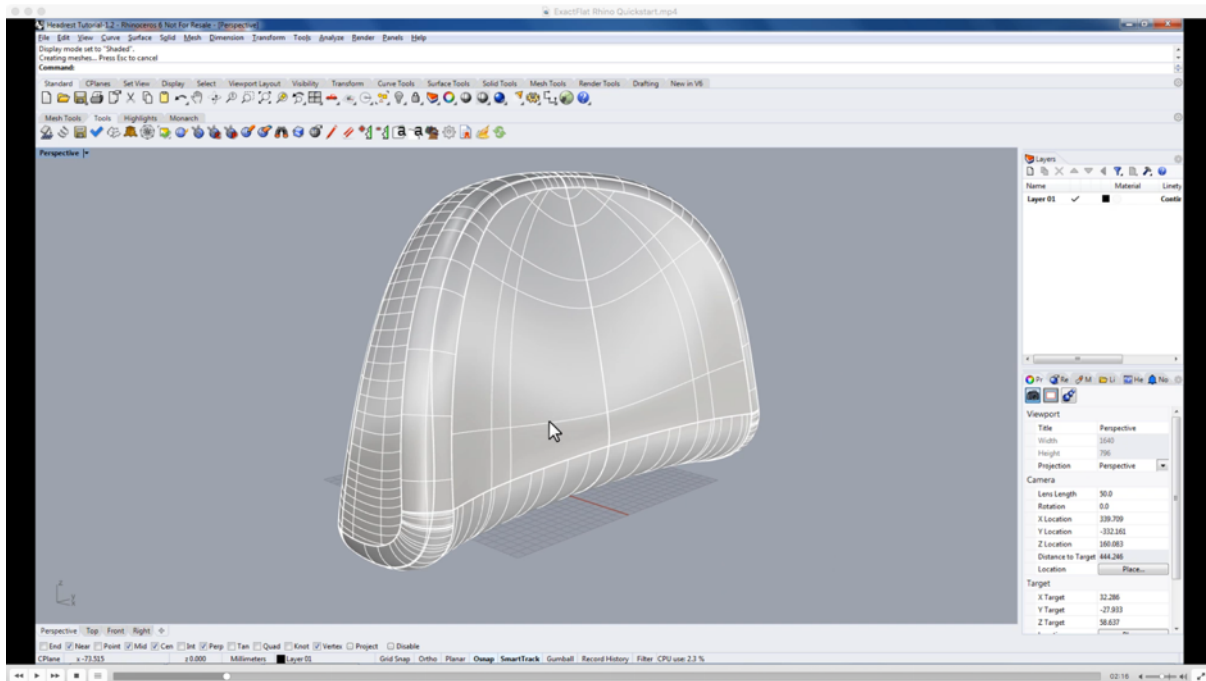 ExactFlat Rhino Quickstart.mp4
Headrest Tutorial-1.2 - Rhinoceros 6 Not For Resale - [Perspective]
File Edit View Curve Surface Solid Mesh Dimension Transform Tools Analyze Render Panels Help
Display mode set to "Shaded".
Creating meshes... Press Esc to cancel
Command:
Standard CPlanes Set View Display Select Viewport Layout Visibility Transform Curve Tools Surface Tools Solid Tools Mesh Tools Render Tools Drafting New in V6
Mesh Tools Tools Highlights Monarch
Perspective
Layers
Name Material Linety
Layer 01 Contin
Pr Re M Li He No
Viewport
Title Perspective
Width 1640
Height 796
Projection Perspective
Camera
Lens Length 50.0
Rotation 0.0
X Location 339.709
Y Location -332.161
Z Location 160.083
Distance to Target 444.246
Location Place...
Target
X Target 32.286
Y Target -27.933
Z Target 58.637
z
x
Perspective Top Front Right
End Near Point Mid Cen Int Perp Tan Quad Knot Vertex Project Disable
CPlane x -73.515 z 0.000 Millimeters Layer 01 Grid Snap Ortho Planar Osnap SmartTrack Gumball Record History Filter CPU use: 2.3 %
02:16